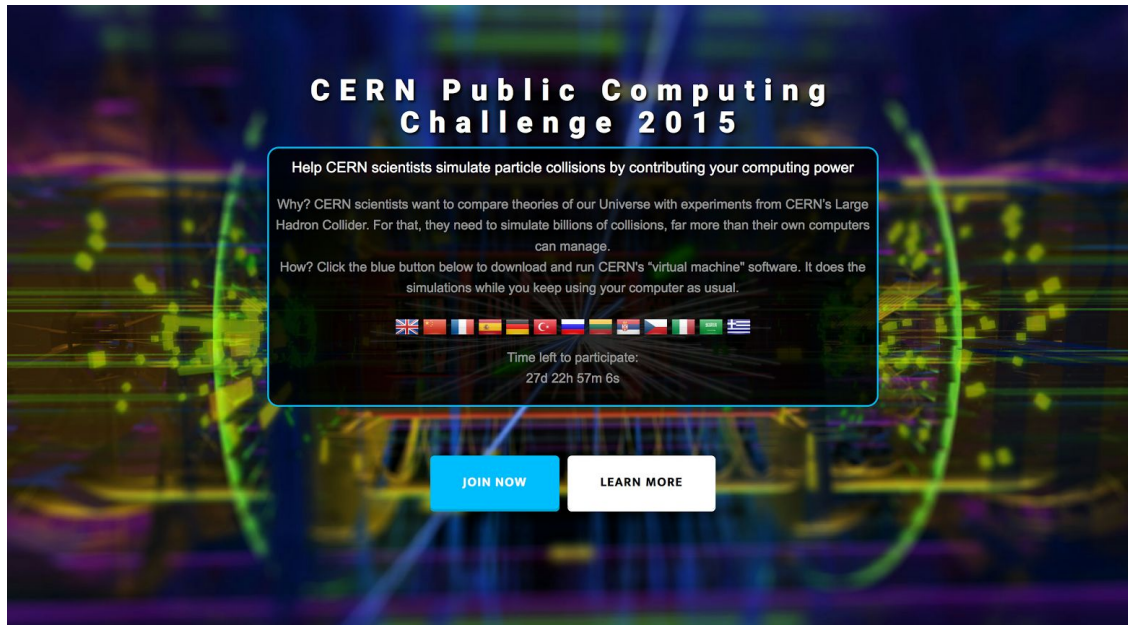 CERN Public Computing
Challenge 2015
Help CERN scientists simulate particle collisions by contributing your computing power
Why? CERN scientists want to compare theories of our Universe with experiments from CERN's Large
Hadron Collider. For that, they need to simulate billions of collisions, far more than their own computers
can manage.
How? Click the blue button below to download and run CERN's "virtual machine" software. It does the
simulations while you keep using your computer as usual.
Time left to participate:
27d 22h 57m 6s
JOIN NOW
LEARN MORE